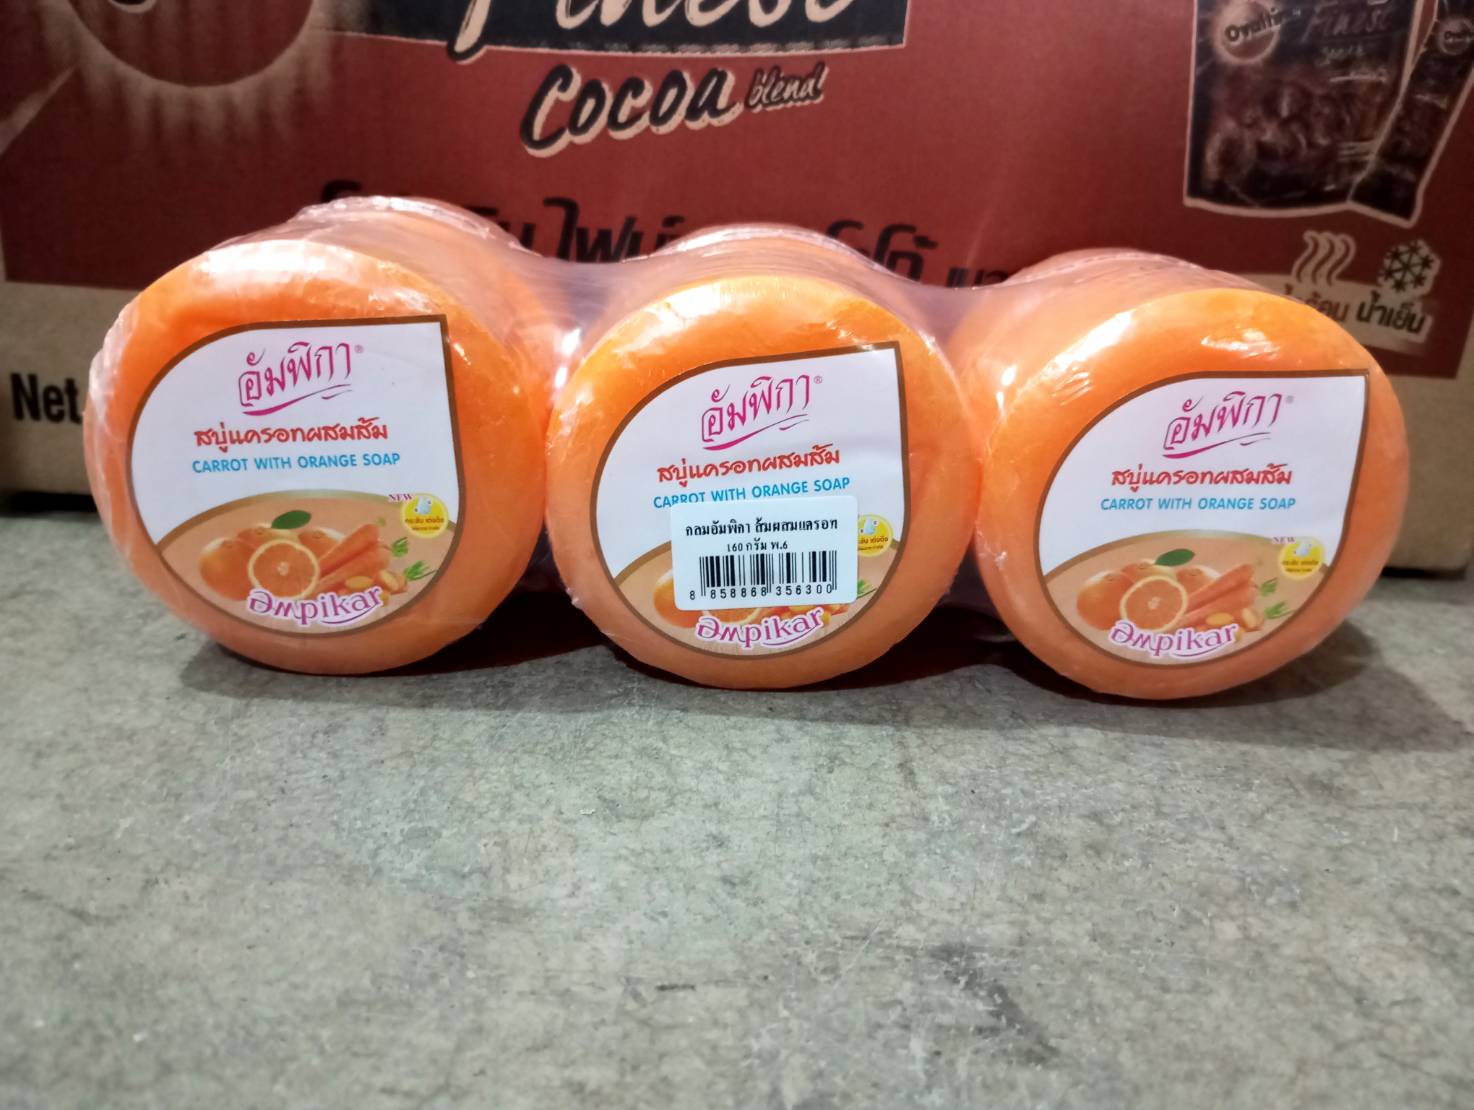 Finest
cocoa blend
Net
น้ำเย็น
อัมพิกา®
สบู่แครอทผสมส้ม
CARROT WITH ORANGE SOAP
NEW
Ampikar
อัมพิกา®
สบู่แครอทผสมส้ม
CARROT WITH ORANGE SOAP
กลมอัมพิกา ส้มผสมแครอท
160 กรัม พ.6
8 858868 356300
Ampikar
อัมพิกา®
สบู่แครอทผสมส้ม
CARROT WITH ORANGE SOAP
NEW
Ampikar